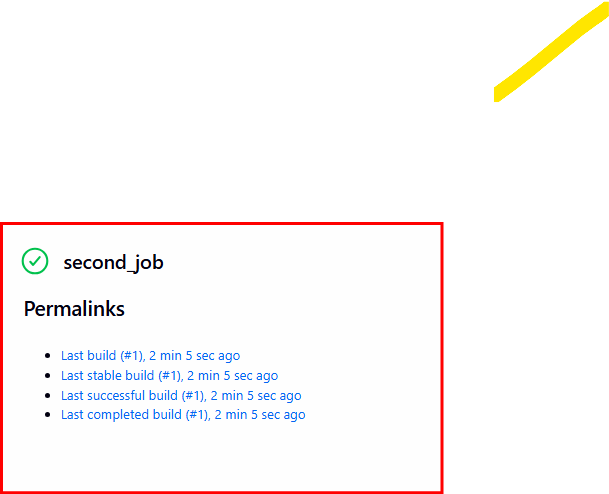 second_job
Permalinks
Last build (#1), 2 min 5 sec ago
Last stable build (#1), 2 min 5 sec ago
Last successful build (#1), 2 min 5 sec ago
Last completed build (#1), 2 min 5 sec ago